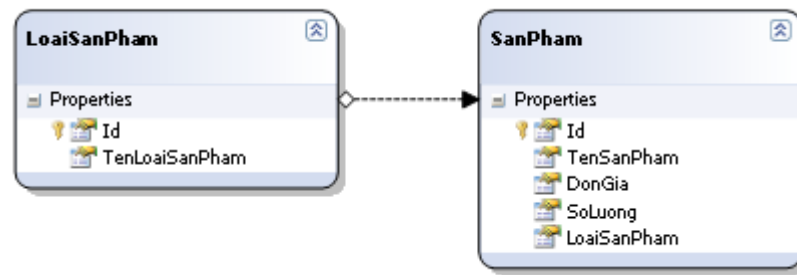 LoaiSanPham
Properties
Id
TenLoaiSanPham
SanPham
Properties
Id
TenSanPham
DonGia
SoLuong
LoaiSanPham